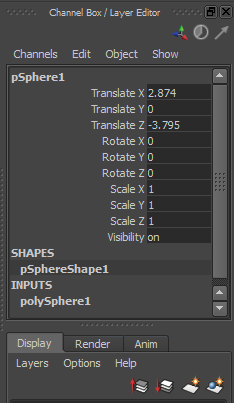 Channel Box / Layer Editor
Channels Edit Object Show
pSphere1
Translate X 2.874
Translate Y 0
Translate Z -3.795
Rotate X 0
Rotate Y 0
Rotate Z 0
Scale X 1
Scale Y 1
Scale Z 1
Visibility on
SHAPES
pSphereShape1
INPUTS
polySphere1
Display Render Anim
Layers Options Help